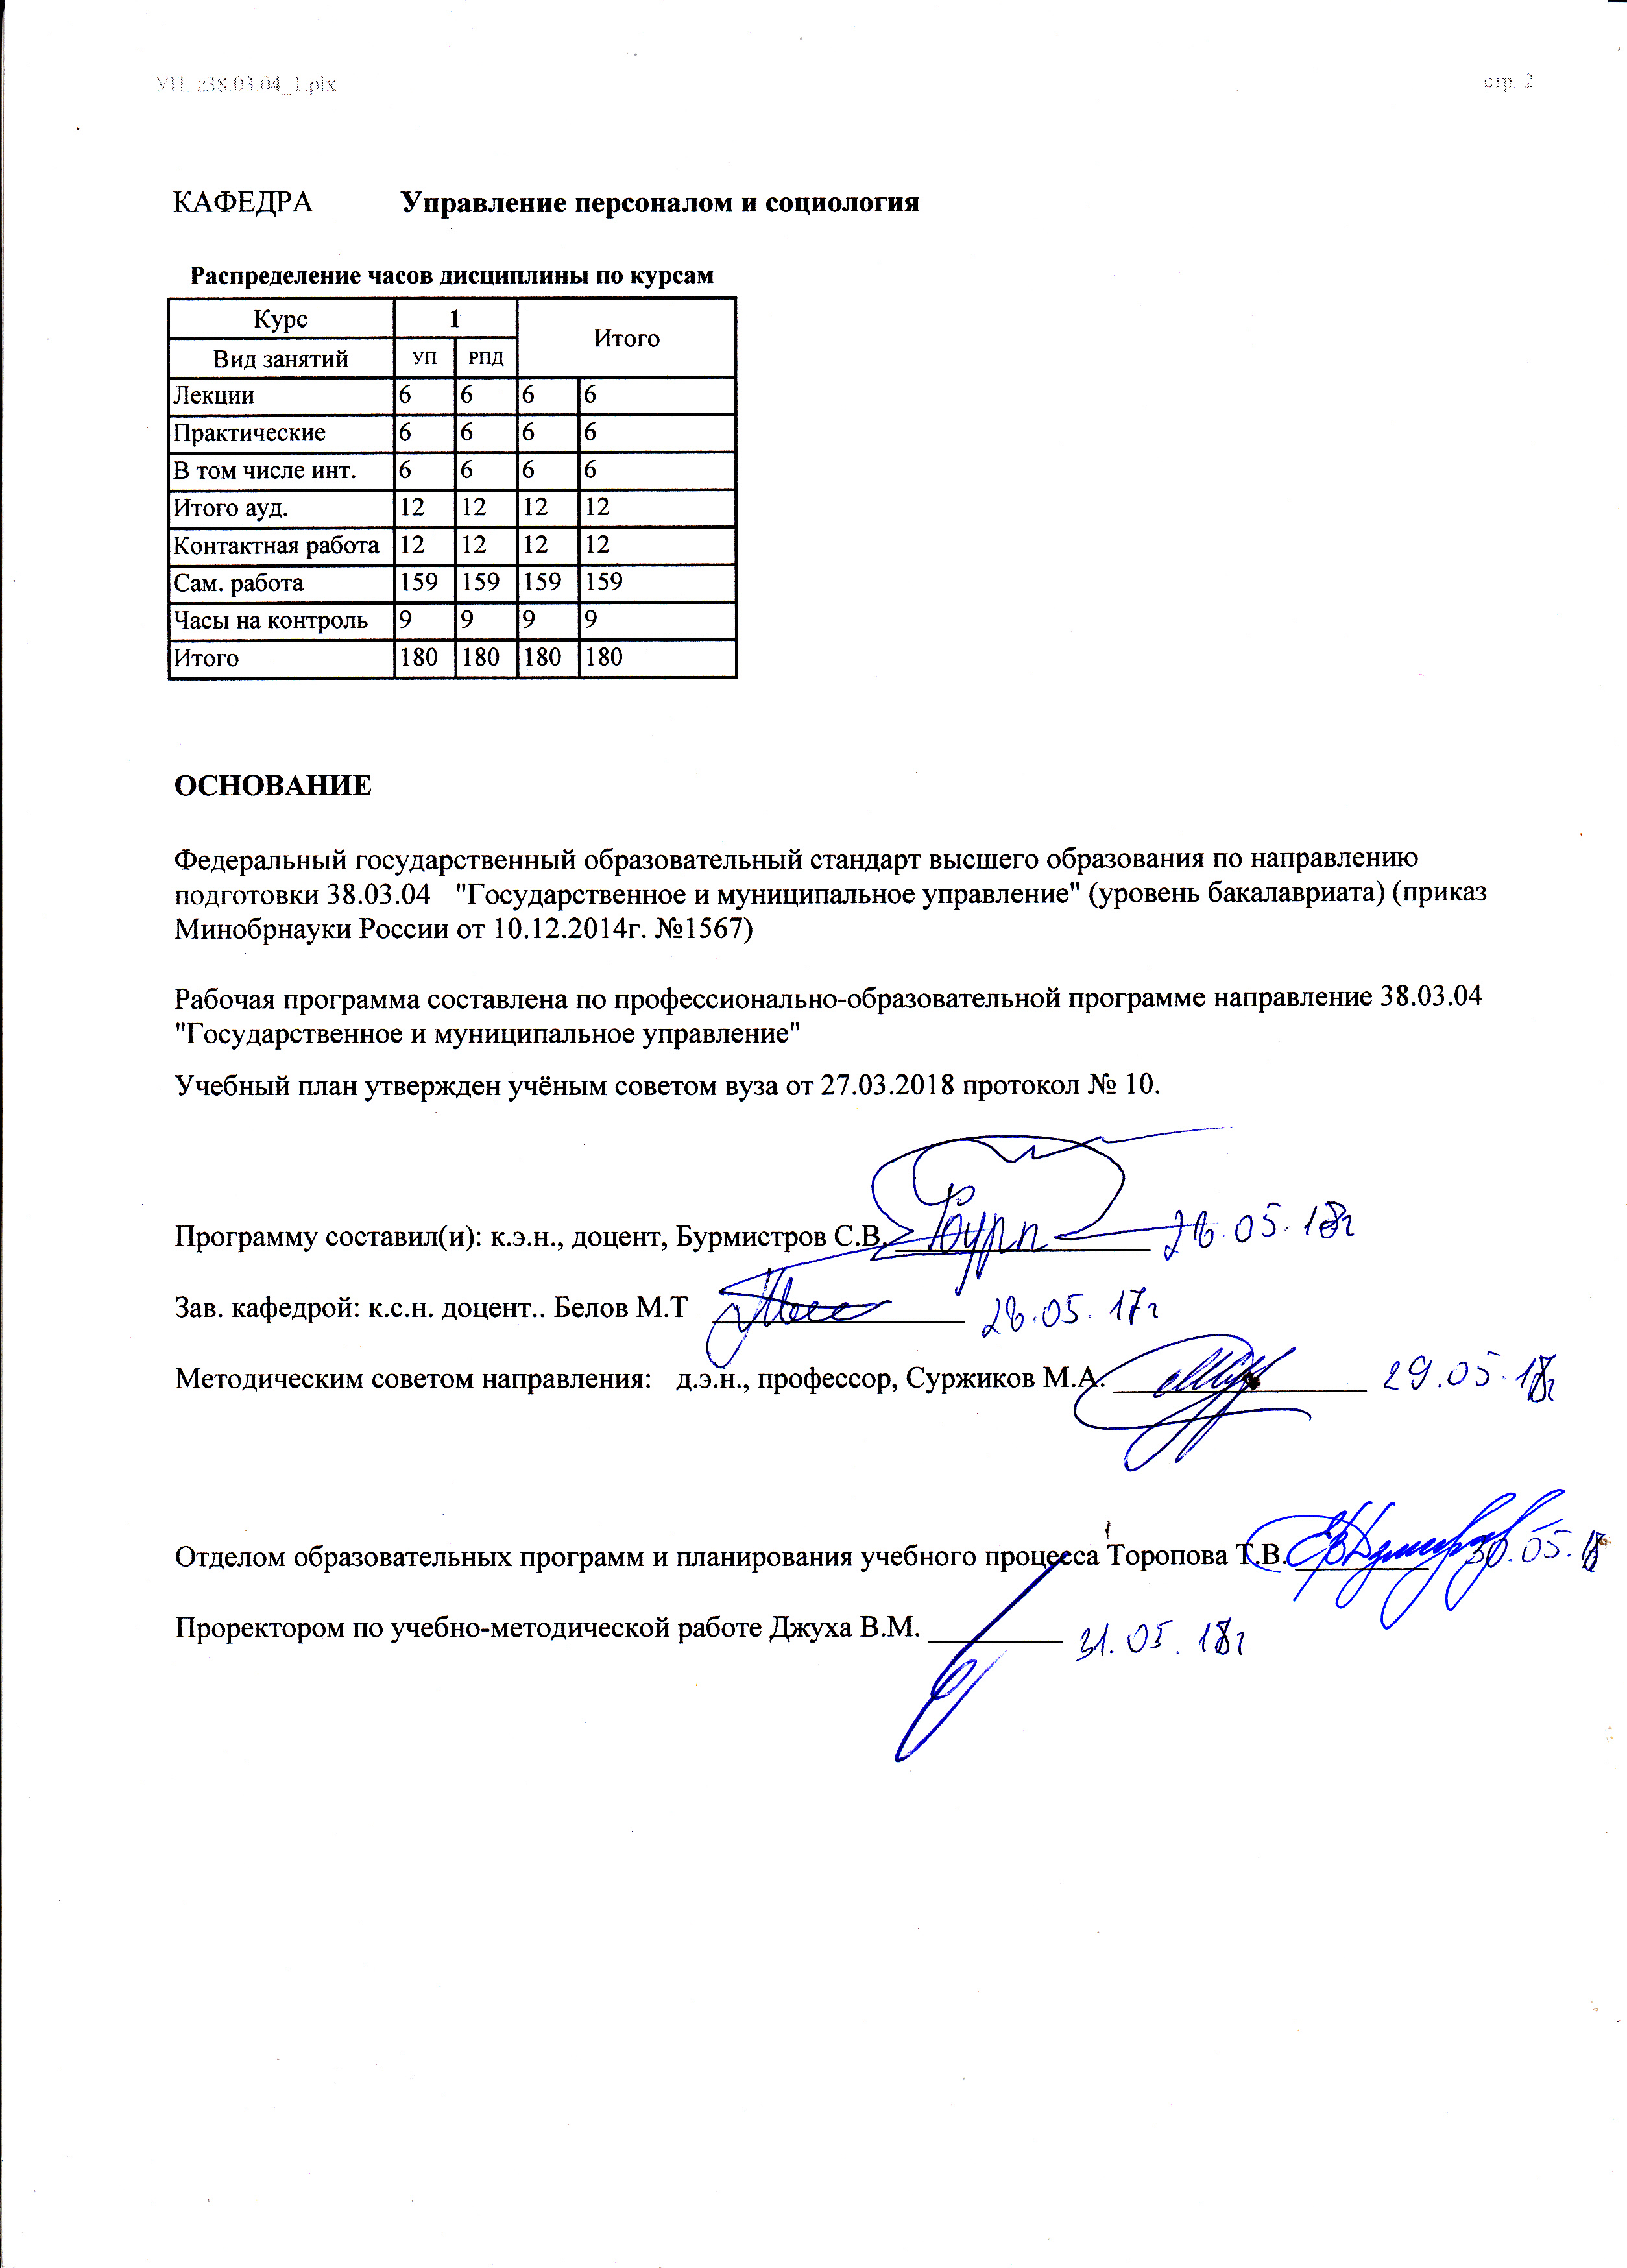 УП. z38.03.04_1.plx стр. 2
КАФЕДРА Управление персоналом и социология
Распределение часов дисциплины по курсам
Курс 1 Итого
Вид занятий УП РПД
Лекции 6 6 6 6
Практические 6 6 6 6
В том числе инт. 6 6 6 6
Итого ауд. 12 12 12 12
Контактная работа 12 12 12 12
Сам. работа 159 159 159 159
Часы на контроль 9 9 9 9
Итого 180 180 180 180
ОСНОВАНИЕ
Федеральный государственный образовательный стандарт высшего образования по направлению
подготовки 38.03.04 "Государственное и муниципальное управление" (уровень бакалавриата) (приказ
Минобрнауки России от 10.12.2014г. №1567)
Рабочая программа составлена по профессионально-образовательной программе направление 38.03.04
"Государственное и муниципальное управление"
Учебный план утвержден учёным советом вуза от 27.03.2018 протокол № 10.
Программу составил(и): к.э.н., доцент, Бурмистров С.В. 28.05.18г
Зав. кафедрой: к.с.н. доцент.. Белов М.Т 28.05.17г
Методическим советом направления: д.э.н., профессор, Суржиков М.А. 29.05.18г
Отделом образовательных программ и планирования учебного процесса Торопова Т.В. 30.05.18
Проректором по учебно-методической работе Джуха В.М. 31.05.18г